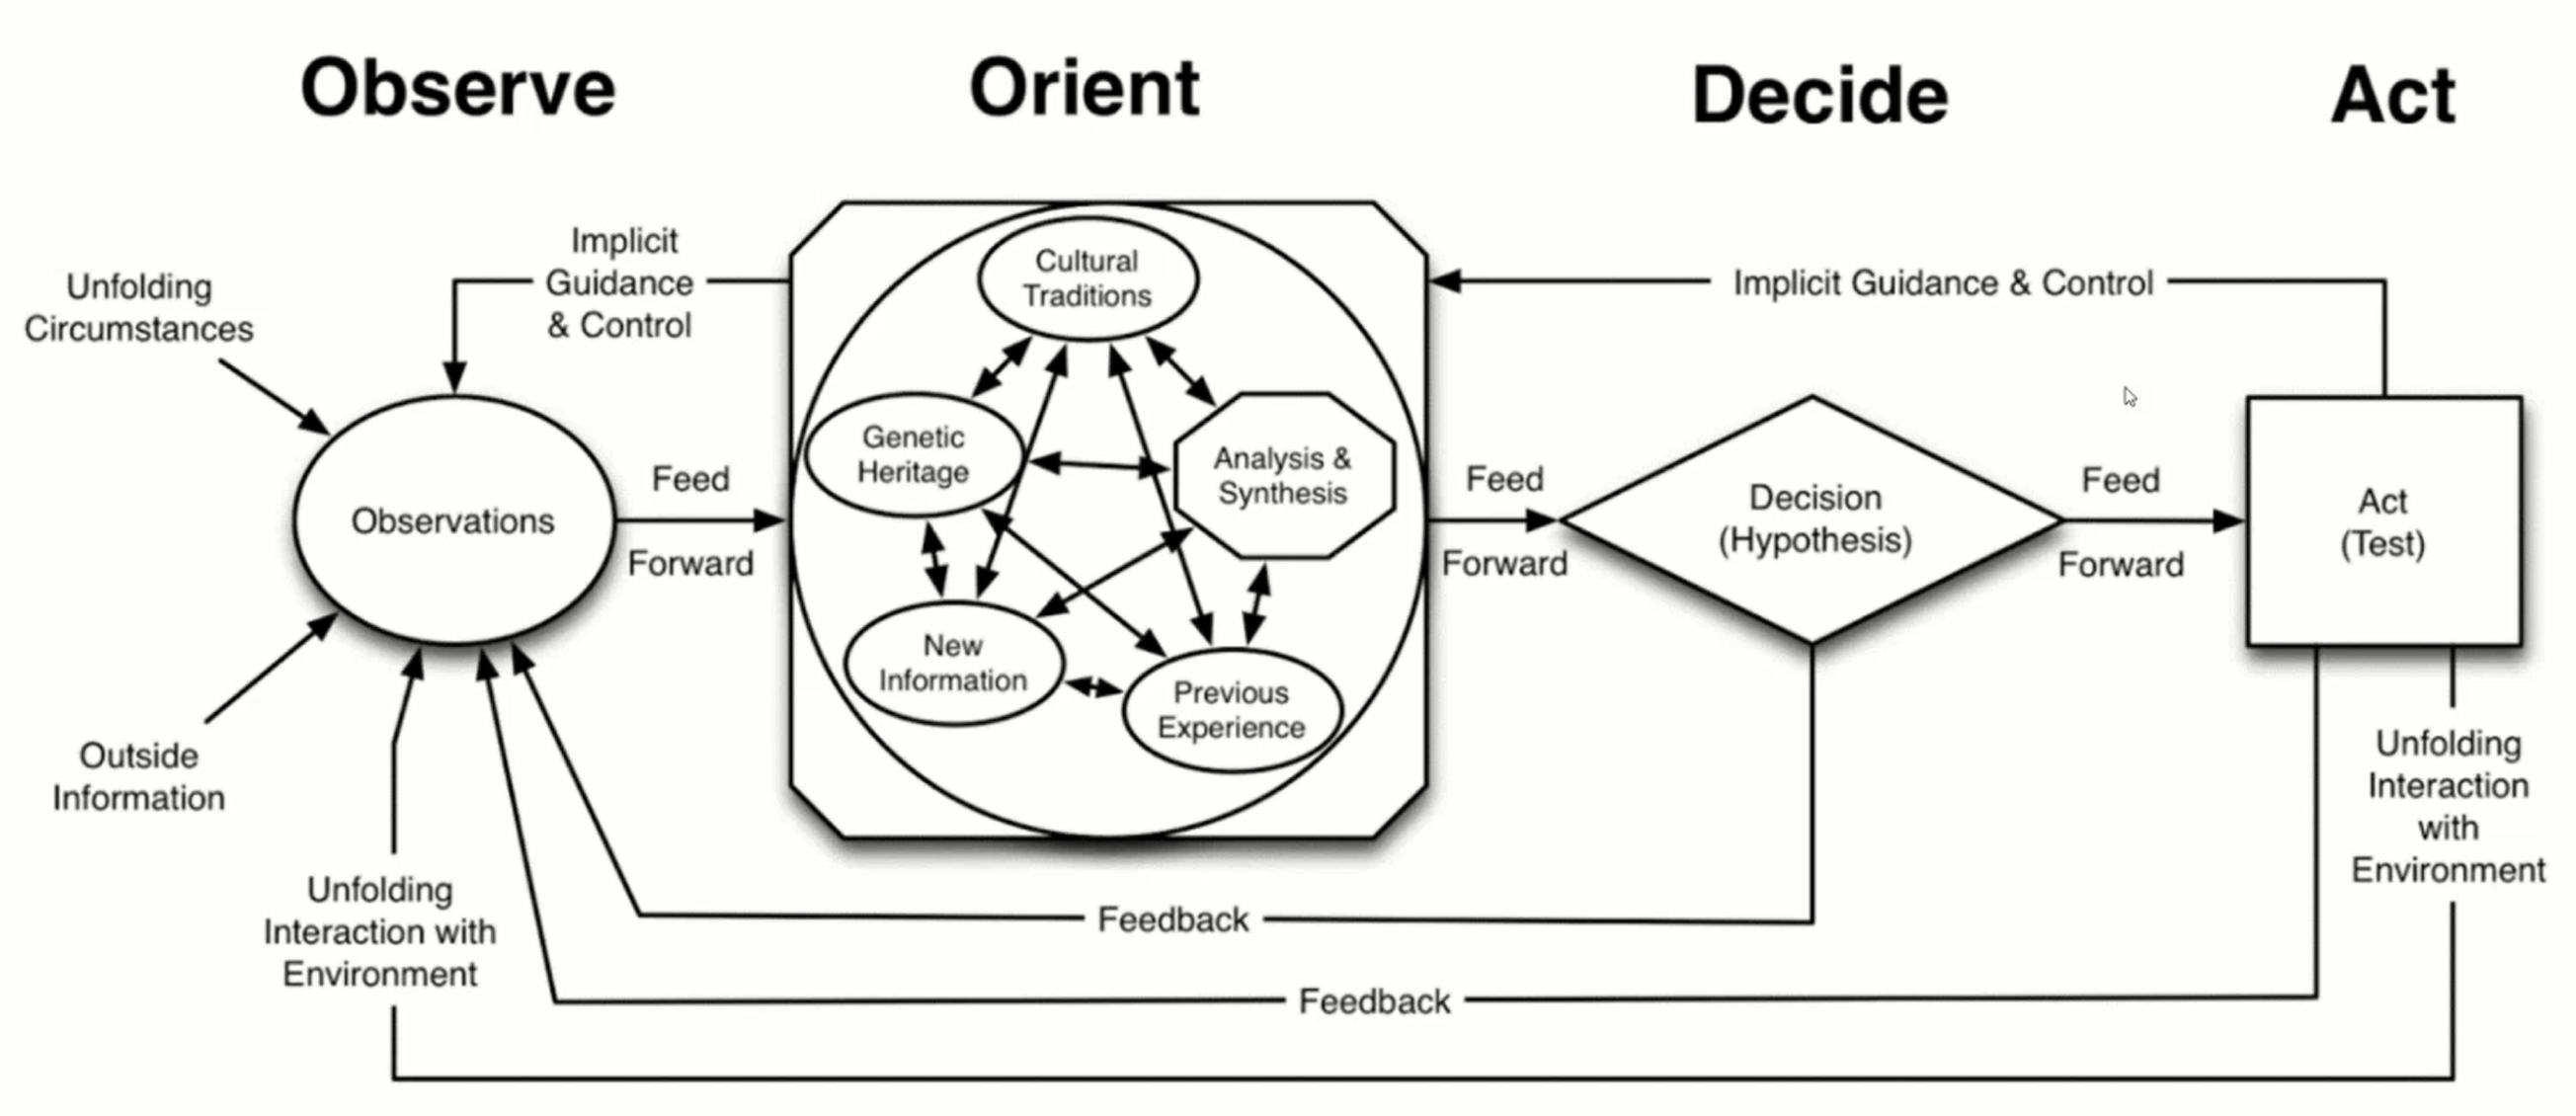 Observe
Orient
Decide
Act
Implicit
Guidance
& Control
Unfolding
Circumstances
Cultural
Traditions
Implicit Guidance & Control
Genetic
Heritage
Analysis &
Synthesis
Observations
Feed
Forward
Feed
Forward
Decision
(Hypothesis)
Feed
Forward
Act
(Test)
New
Information
Previous
Experience
Outside
Information
Unfolding
Interaction
with
Environment
Unfolding
Interaction with
Environment
Feedback
Feedback